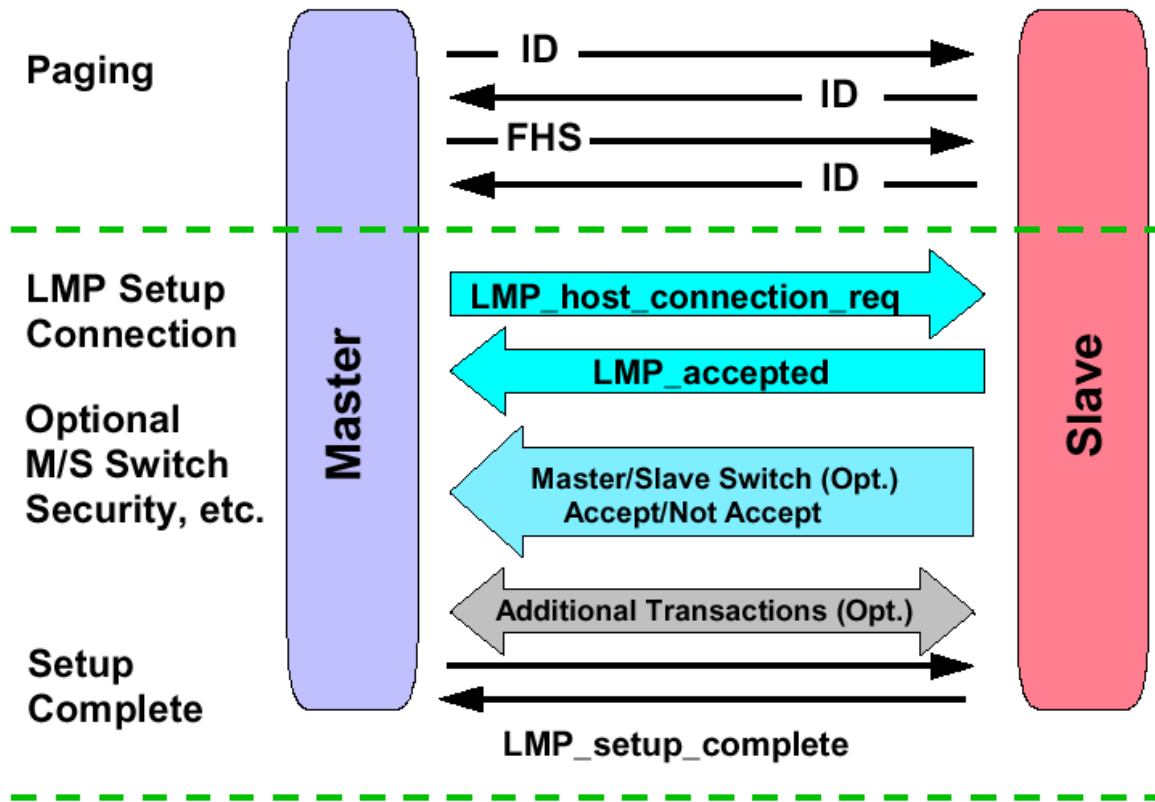 Paging
ID
ID
FHS
ID
LMP Setup
Connection
LMP_host_connection_req
LMP_accepted
Master
Slave
Optional
M/S Switch
Security, etc.
Master/Slave Switch (Opt.)
Accept/Not Accept
Additional Transactions (Opt.)
Setup
Complete
LMP_setup_complete